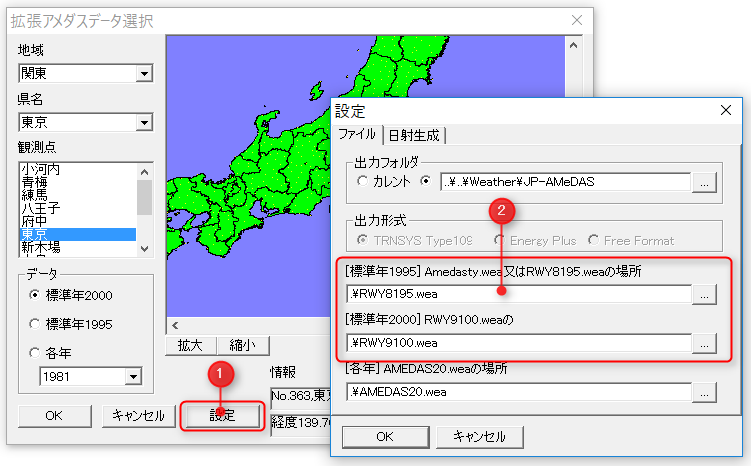 拡張アメダスデータ選択
地域
関東
県名
東京
観測点
小河内
青梅
練馬
八王子
府中
東京
新木場
データ
標準年2000
標準年1995
各年
1981
OK
キャンセル
設定
拡大
縮小
1
情報
No.363,東京
経度139.76
設定
ファイル
日射生成
出力フォルダ
カレント
..¥..¥Weather¥JP-AMeDAS
...
2
出力形式
TRNSYS Type109
Energy Plus
Free Format
[標準年1995] Amedasty.wea又はRWY8195.weaの場所
.¥RWY8195.wea
...
[標準年2000] RWY9100.weaの
.¥RWY9100.wea
...
[各年] AMEDAS20.weaの場所
.¥AMEDAS20.wea
...
OK
キャンセル